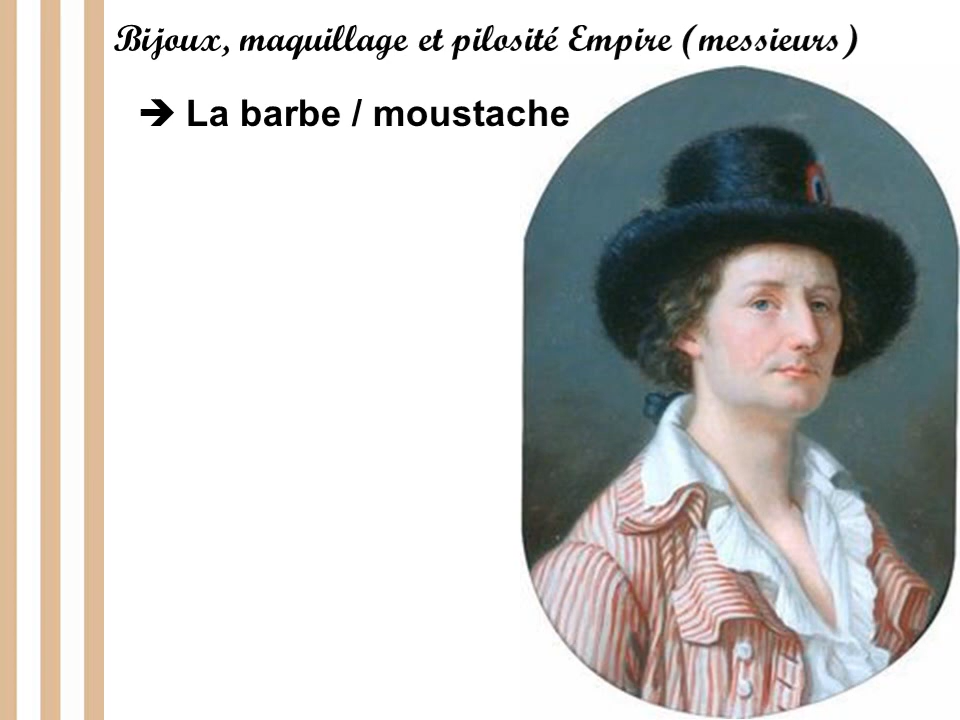 Bijoux, maquillage et pilosité Empire (messieurs)
➔ La barbe / moustache